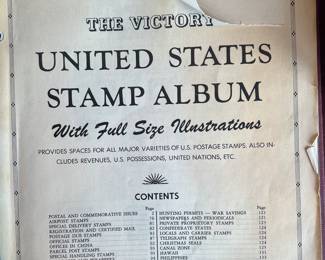 THE VICTORY
UNITED STATES
STAMP ALBUM
With Full Size Illustrations
PROVIDES SPACES FOR ALL MAJOR VARIETIES OF U.S. POSTAGE STAMPS. ALSO IN-
CLUDES REVENUES, U.S. POSSESSIONS, UNITED NATIONS, ETC.
CONTENTS
Page
POSTAL AND COMMEMORATIVE ISSUES
AIRPOST STAMPS
SPECIAL DELIVERY STAMPS
REGISTRATION AND CERTIFIED MAIL
POSTAGE DUE STAMPS
OFFICIAL STAMPS
OFFICES IN CHINA
PARCEL POST STAMPS
SPECIAL HANDLING STAMPS
Page
HUNTING PERMITS — WAR SAVINGS 121
NEWSPAPERS AND PERIODICALS
PRIVATE PROPRIETARY STAMPS
CONFEDERATE STATES
LOCALS AND CARRIER STAMPS
TELEGRAPH STAMPS
CHRISTMAS SEALS
CANAL ZONE
HAWAII
PHILIPPINES